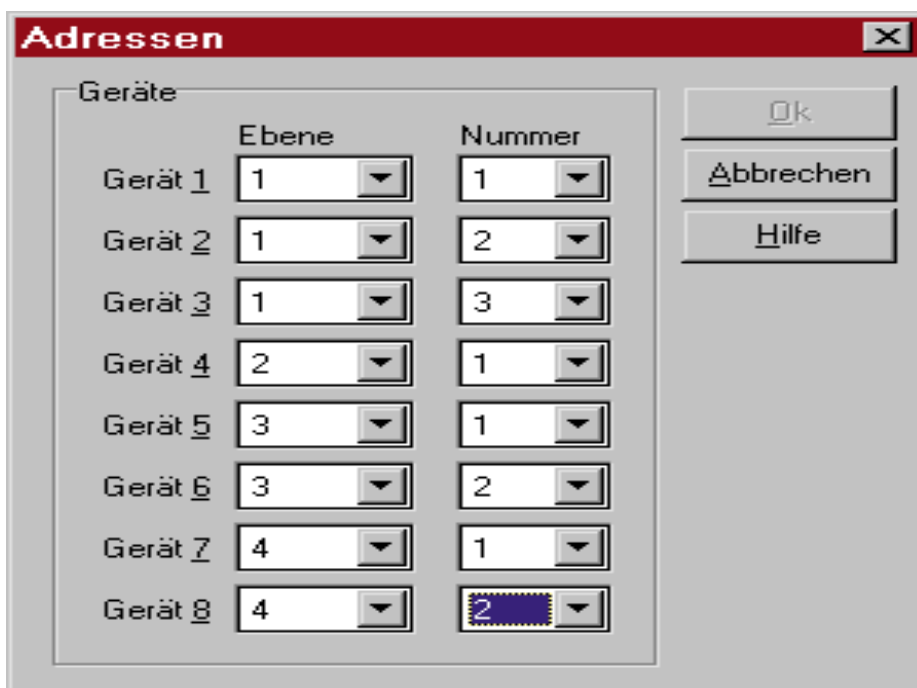 Adressen
Geräte
Ebene Nummer
Gerät 1 1 1
Gerät 2 1 2
Gerät 3 1 3
Gerät 4 2 1
Gerät 5 3 1
Gerät 6 3 2
Gerät 7 4 1
Gerät 8 4 2
Ok
Abbrechen
Hilfe